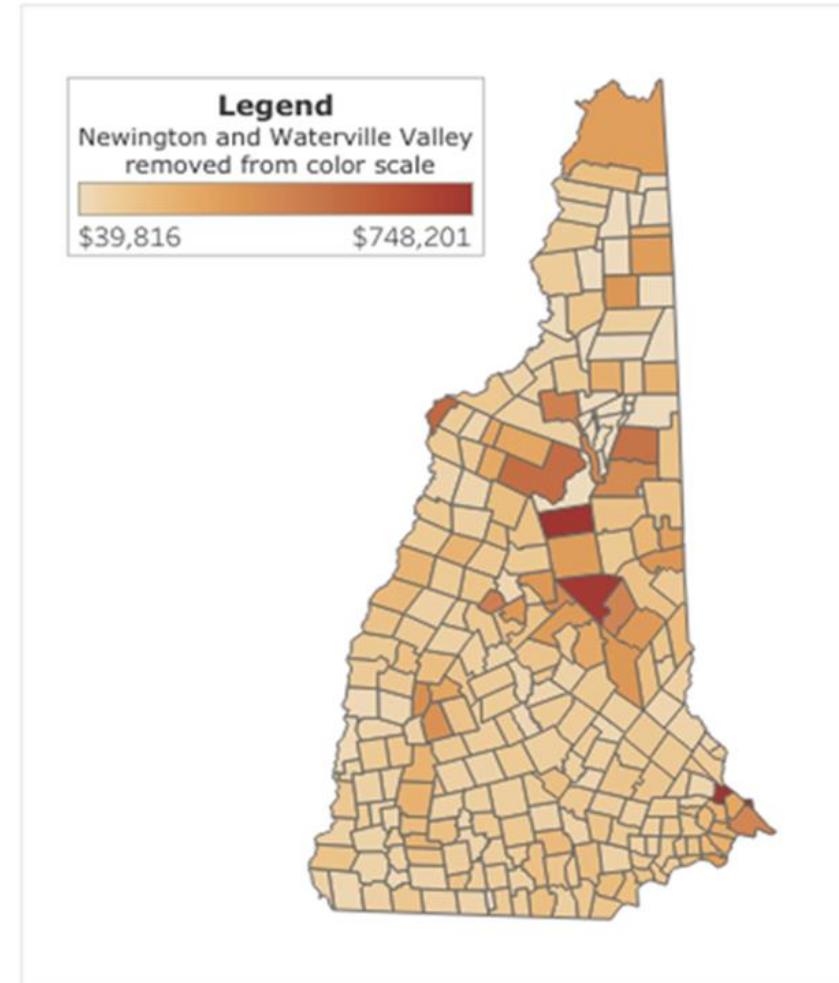 Legend
Newington and Waterville Valley
removed from color scale
$39,816 $748,201